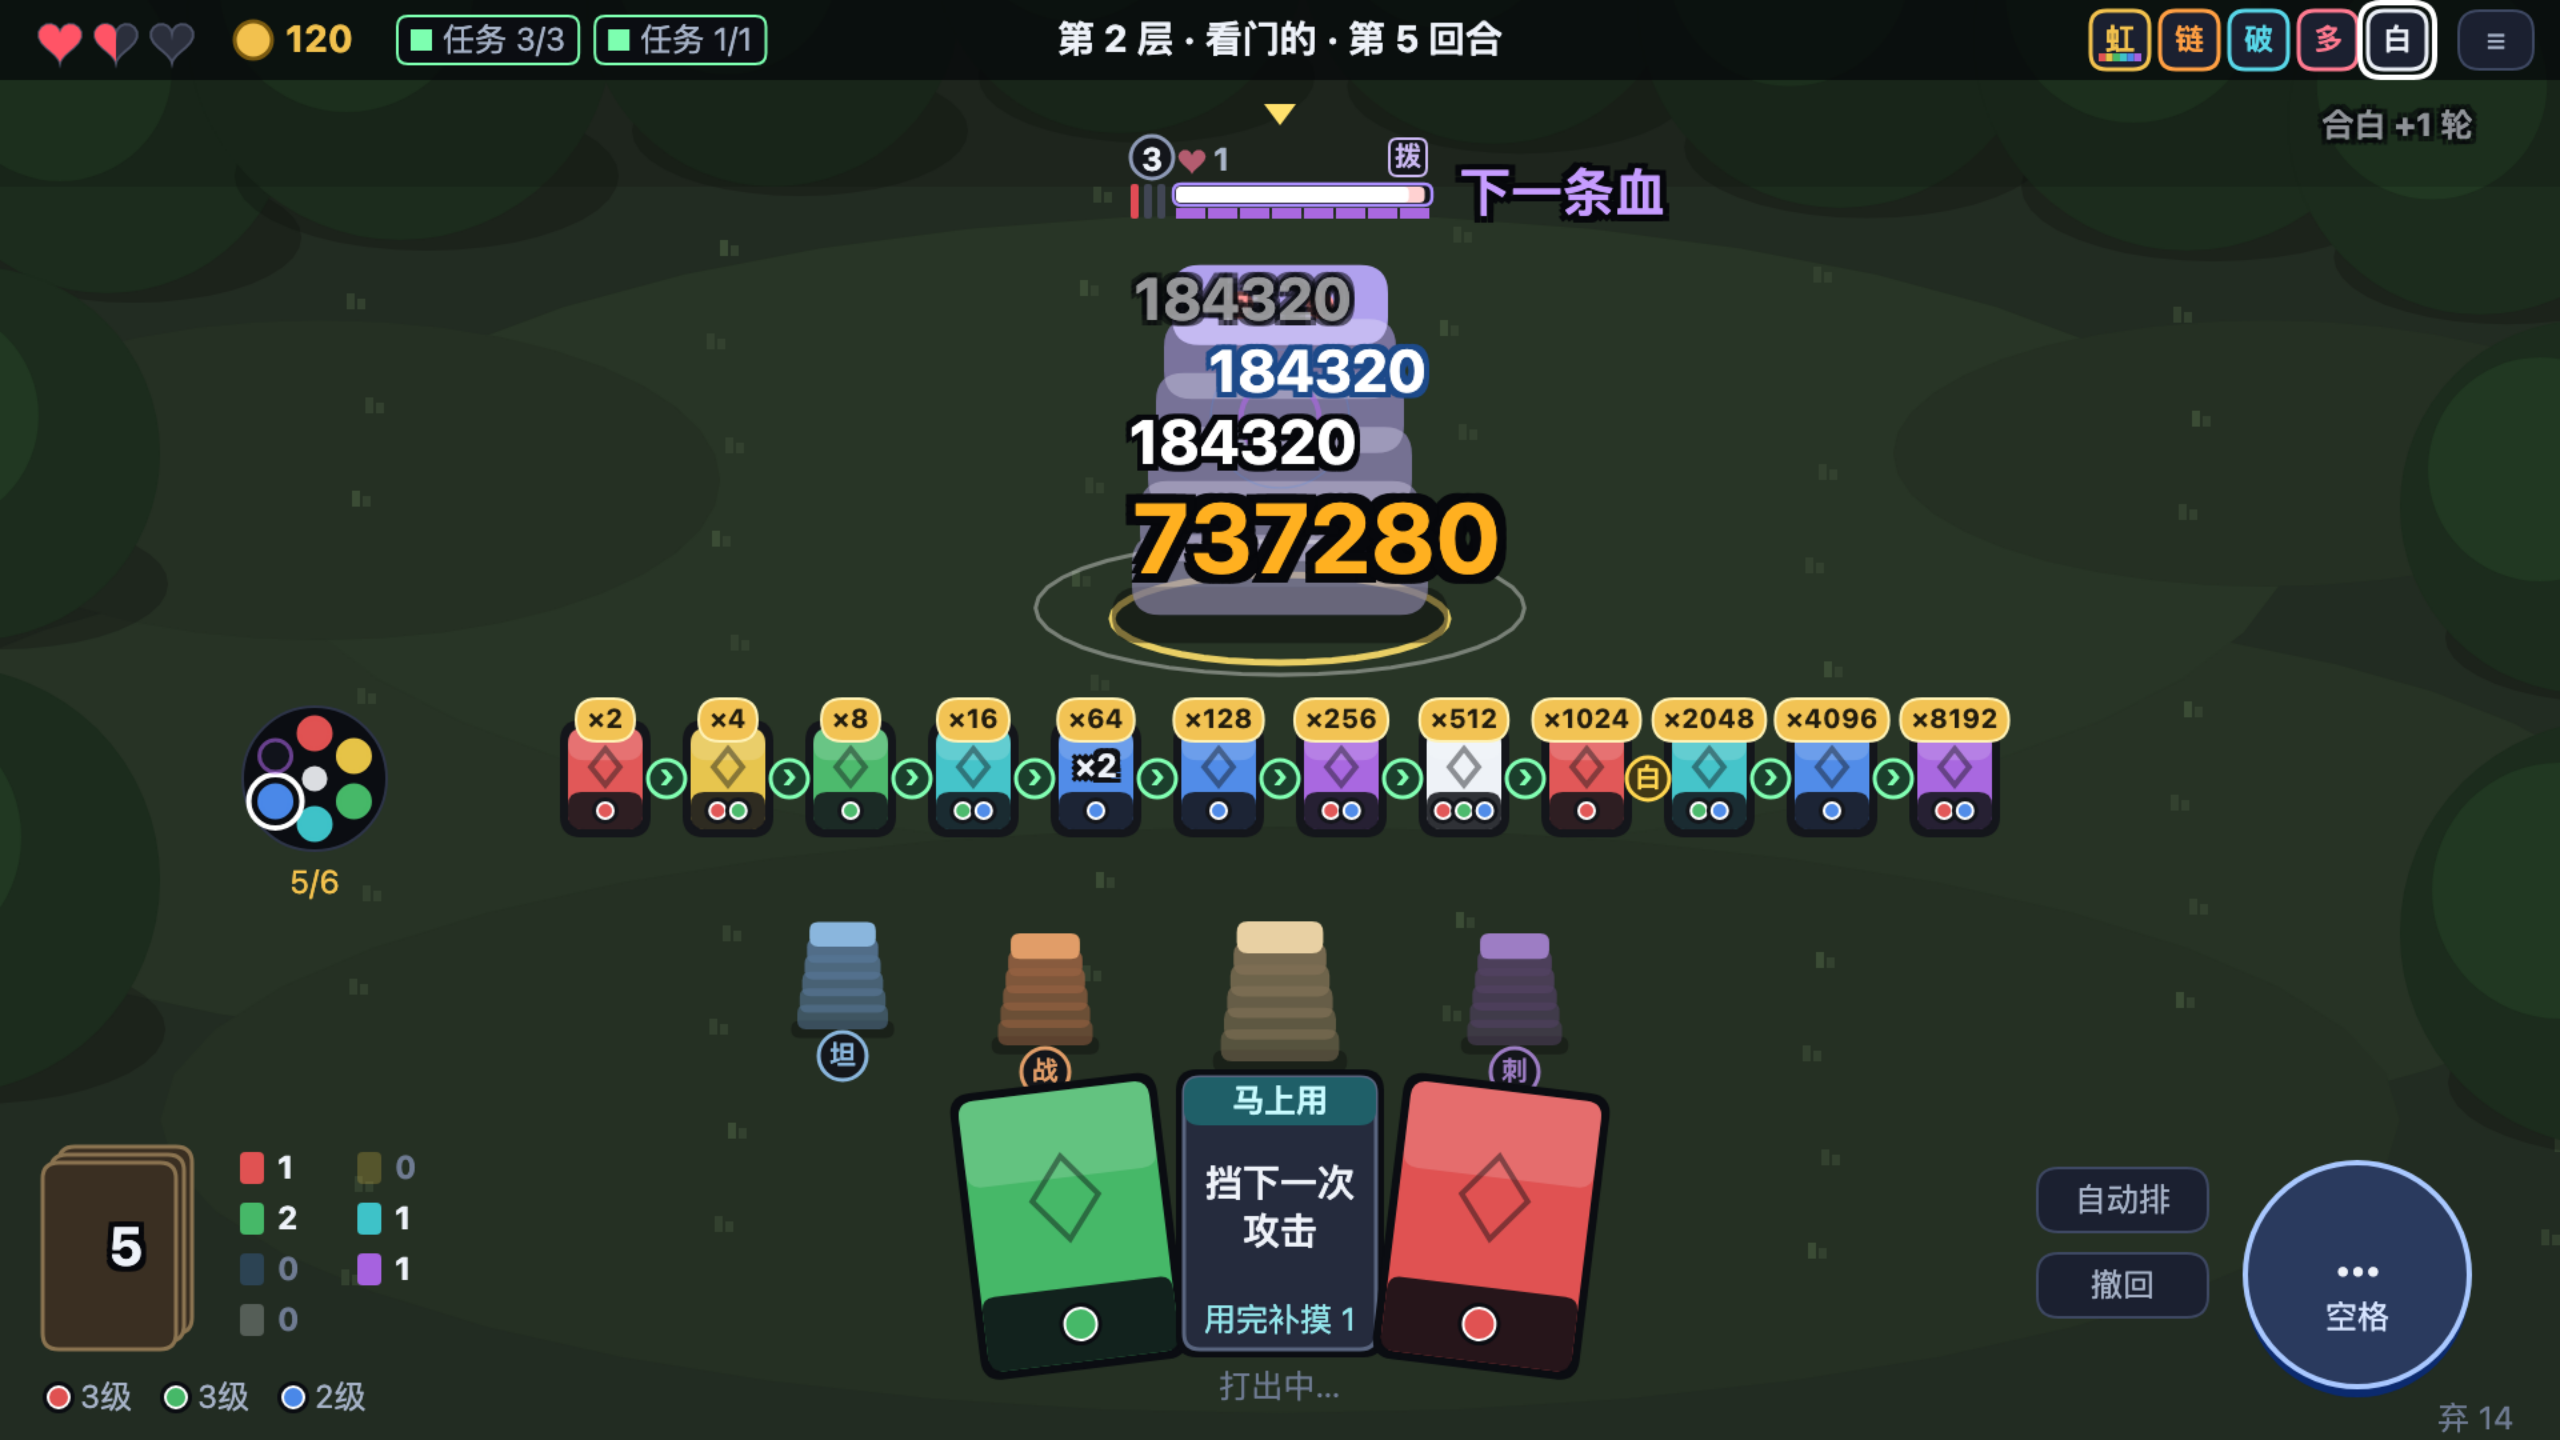 120
任务 3/3
任务 1/1
第 2 层 · 看门的 · 第 5 回合
虹
链
破
多
白
≡
合白 +1 轮
3
1
拨
下一条血
184320
184320
184320
737280
×2
×4
×8
×16
×64
×128
×256
×512
×1024
×2048
×4096
×8192
×2
白
5/6
坦
战
刺
马上用
挡下一次
攻击
用完补摸 1
打出中...
5
1
0
2
1
0
1
0
3级
3级
2级
自动排
撤回
...
空格
弃 14